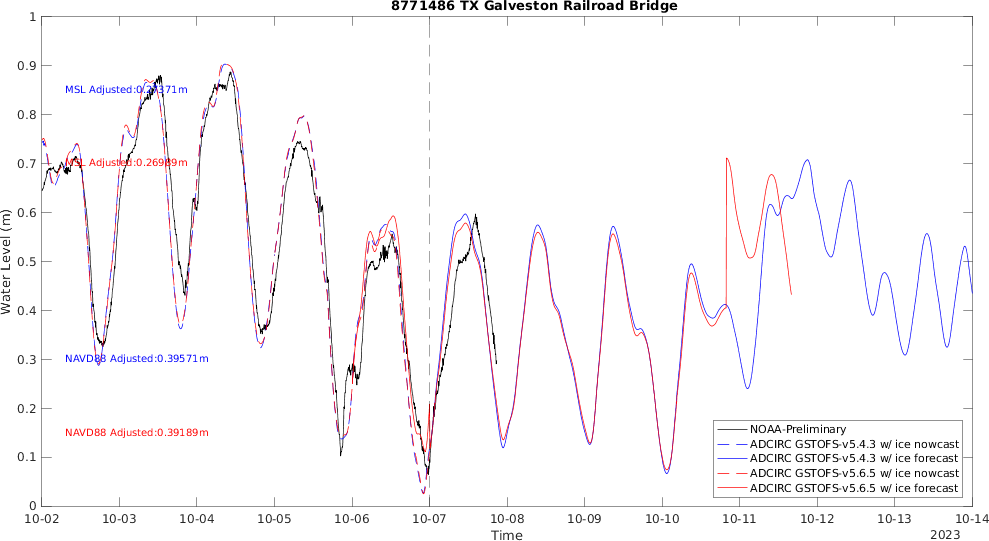 8771486 TX Galveston Railroad Bridge
1
0.9
0.8
0.7
0.6
0.5
0.4
0.3
0.2
0.1
0
Water Level (m)
MSL Adjusted:0.27371m
MSL Adjusted:0.26989m
NAVD88 Adjusted:0.39571m
NAVD88 Adjusted:0.39189m
NOAA-Preliminary
ADCIRC GSTOFS-v5.4.3 w/ ice nowcast
ADCIRC GSTOFS-v5.4.3 w/ ice forecast
ADCIRC GSTOFS-v5.6.5 w/ ice nowcast
ADCIRC GSTOFS-v5.6.5 w/ ice forecast
10-02 10-03 10-04 10-05 10-06 10-07 10-08 10-09 10-10 10-11 10-12 10-13 10-14
Time
2023